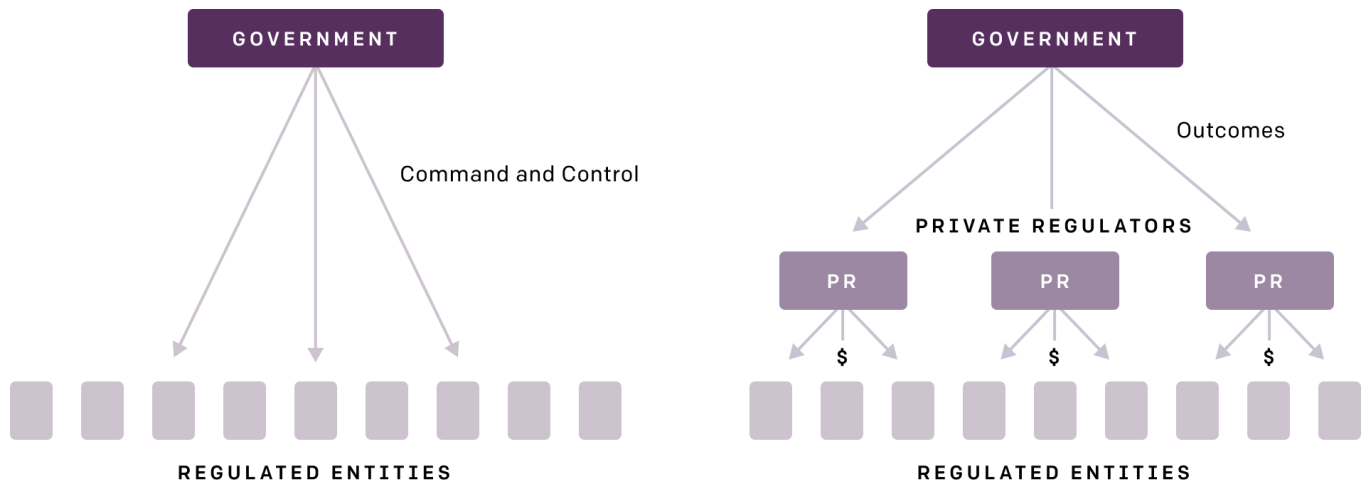 GOVERNMENT
Command and Control
REGULATED ENTITIES
GOVERNMENT
Outcomes
PRIVATE REGULATORS
PR
PR
PR
$
$
$
REGULATED ENTITIES